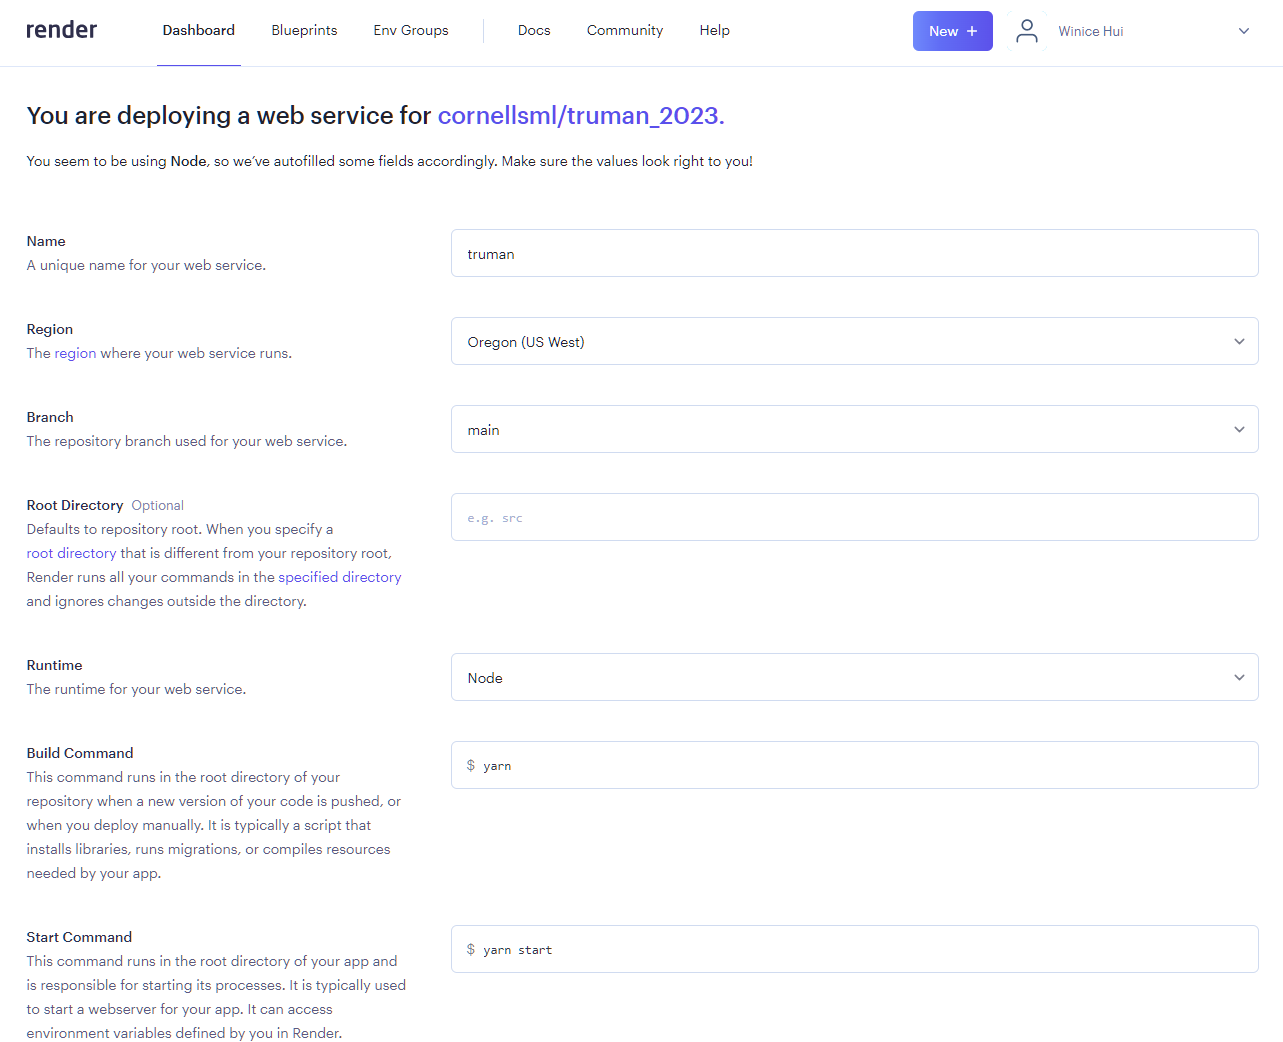 render Dashboard Blueprints Env Groups Docs Community Help New + Winice Hui
You are deploying a web service for cornellsml/truman_2023.
You seem to be using Node, so we've autofilled some fields accordingly. Make sure the values look right to you!
Name
A unique name for your web service.
truman
Region
The region where your web service runs.
Oregon (US West)
Branch
The repository branch used for your web service.
main
Root Directory Optional
Defaults to repository root. When you specify a
root directory that is different from your repository root,
Render runs all your commands in the specified directory
and ignores changes outside the directory.
e.g. src
Runtime
The runtime for your web service.
Node
Build Command
This command runs in the root directory of your
repository when a new version of your code is pushed, or
when you deploy manually. It is typically a script that
installs libraries, runs migrations, or compiles resources
needed by your app.
$ yarn
Start Command
This command runs in the root directory of your app and
is responsible for starting its processes. It is typically used
to start a webserver for your app. It can access
environment variables defined by you in Render.
$ yarn start